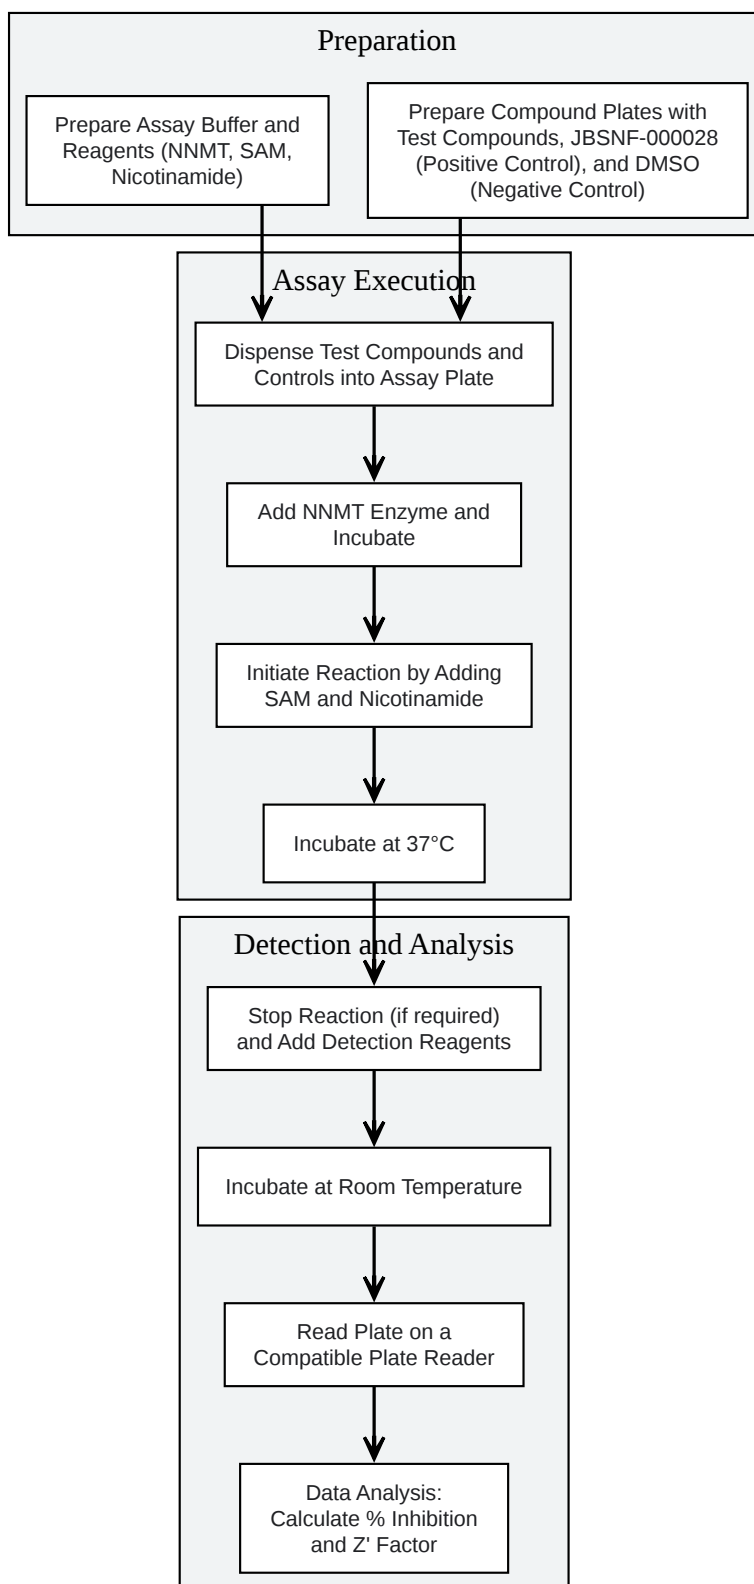 Preparation
Prepare Assay Buffer and
Reagents (NNMT, SAM,
Nicotinamide)
Prepare Compound Plates with
Test Compounds, JBSNF-000028
(Positive Control), and DMSO
(Negative Control)
Assay Execution
Dispense Test Compounds and
Controls into Assay Plate
Add NNMT Enzyme and
Incubate
Initiate Reaction by Adding
SAM and Nicotinamide
Incubate at 37°C
Detection and Analysis
Stop Reaction (if required)
and Add Detection Reagents
Incubate at Room Temperature
Read Plate on a
Compatible Plate Reader
Data Analysis:
Calculate % Inhibition
and Z' Factor